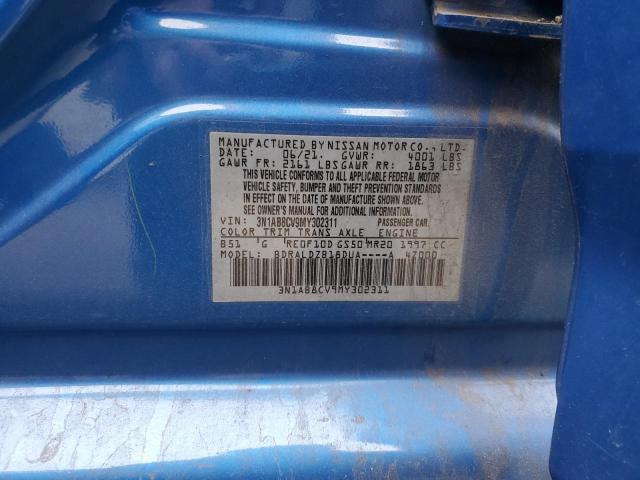 MANUFACTURED BY NISSAN MOTOR CO., LTD.
DATE: 06/21. GVWR: 4001 LBS
GAWR FR: 2161 LBS GAWR RR: 1863 LBS
THIS VEHICLE CONFORMS TO ALL APPLICABLE FEDERAL MOTOR
VEHICLE SAFETY, BUMPER AND THEFT PREVENTION STANDARDS
IN EFFECT ON THE DATE OF MANUFACTURE SHOWN ABOVE.
SEE OWNER'S MANUAL FOR ADDITIONAL INFORMATION.
VIN: 3N1AB8CV9MY302311 PASSENGER CAR.
COLOR TRIM TRANS AXLE ENGINE
B51 G RE0F10D GS50 MR20 1997 CC
MODEL: BDRALDZB18DUA----A 4Z000
3N1AB8CV9MY302311